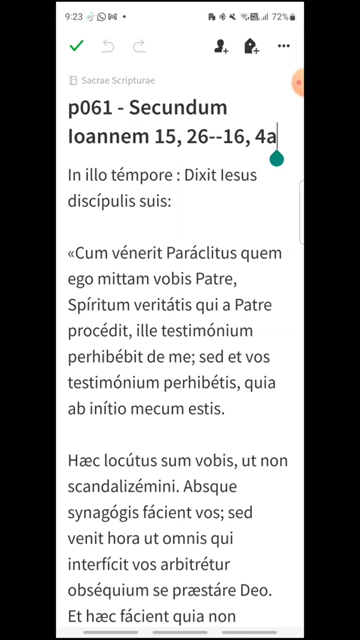 9:23
72%
Sacrae Scripturae
p061 - Secundum
Ioannem 15, 26--16, 4a
In illo témpore : Dixit Iesus
discípulis suis:
«Cum vénerit Paráclitus quem
ego mittam vobis Patre,
Spíritum veritátis qui a Patre
procédit, ille testimónium
perhibébit de me; sed et vos
testimónium perhibétis, quia
ab inítio mecum estis.
Hæc locútus sum vobis, ut non
scandalizémini. Absque
synagógis fácient vos; sed
venit hora ut omnis qui
interfícit vos arbitrétur
obséquium se præstáre Deo.
Et hæc fácient quia non